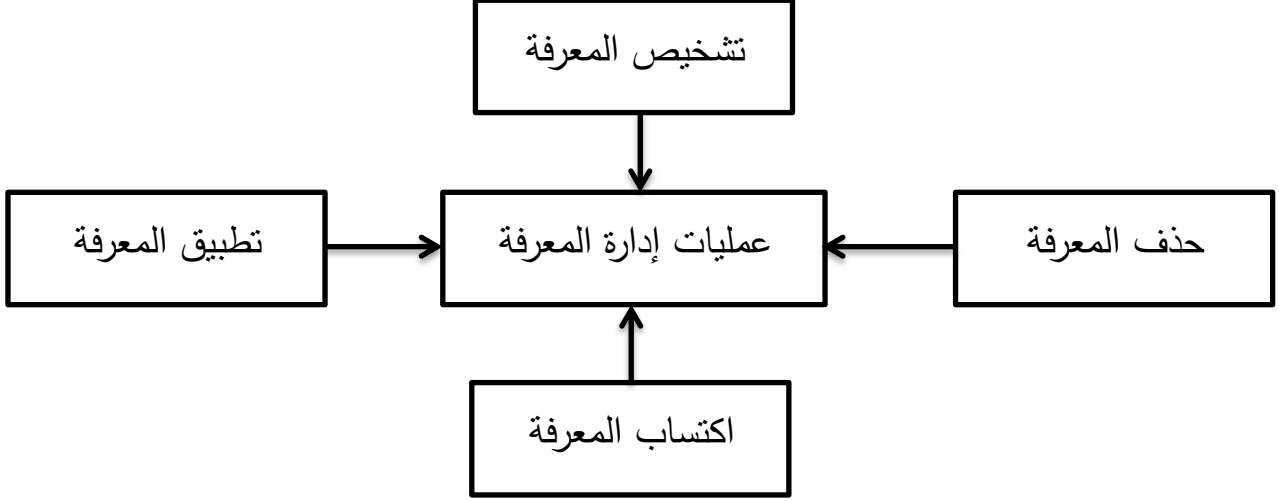 تشخيص المعرفة
حذف المعرفة
عمليات إدارة المعرفة
تطبيق المعرفة
اكتساب المعرفة